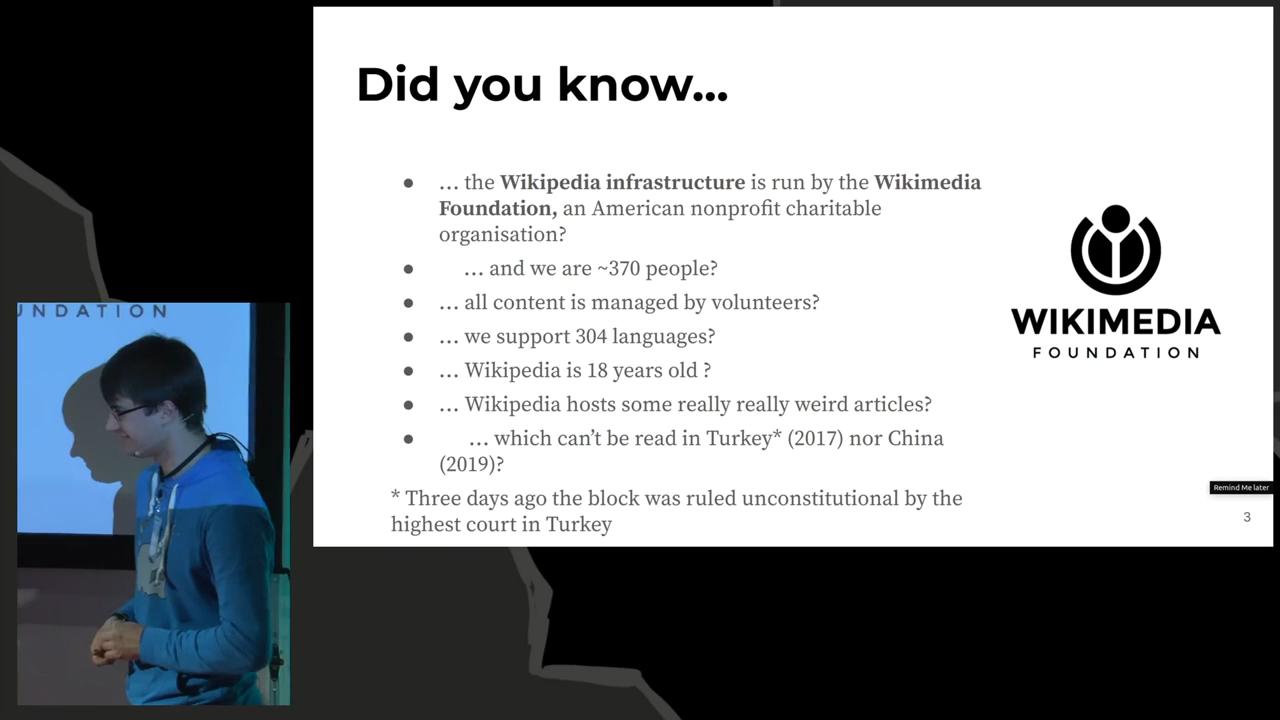 Did you know...
● … the Wikipedia infrastructure is run by the Wikimedia
Foundation, an American nonprofit charitable
organisation?
● … and we are ~370 people?
● … all content is managed by volunteers?
● … we support 304 languages?
● … Wikipedia is 18 years old ?
● … Wikipedia hosts some really really weird articles?
● … which can’t be read in Turkey* (2017) nor China
(2019)?
* Three days ago the block was ruled unconstitutional by the
highest court in Turkey
WIKIMEDIA
FOUNDATION
Remind Me later
3
UNDATION